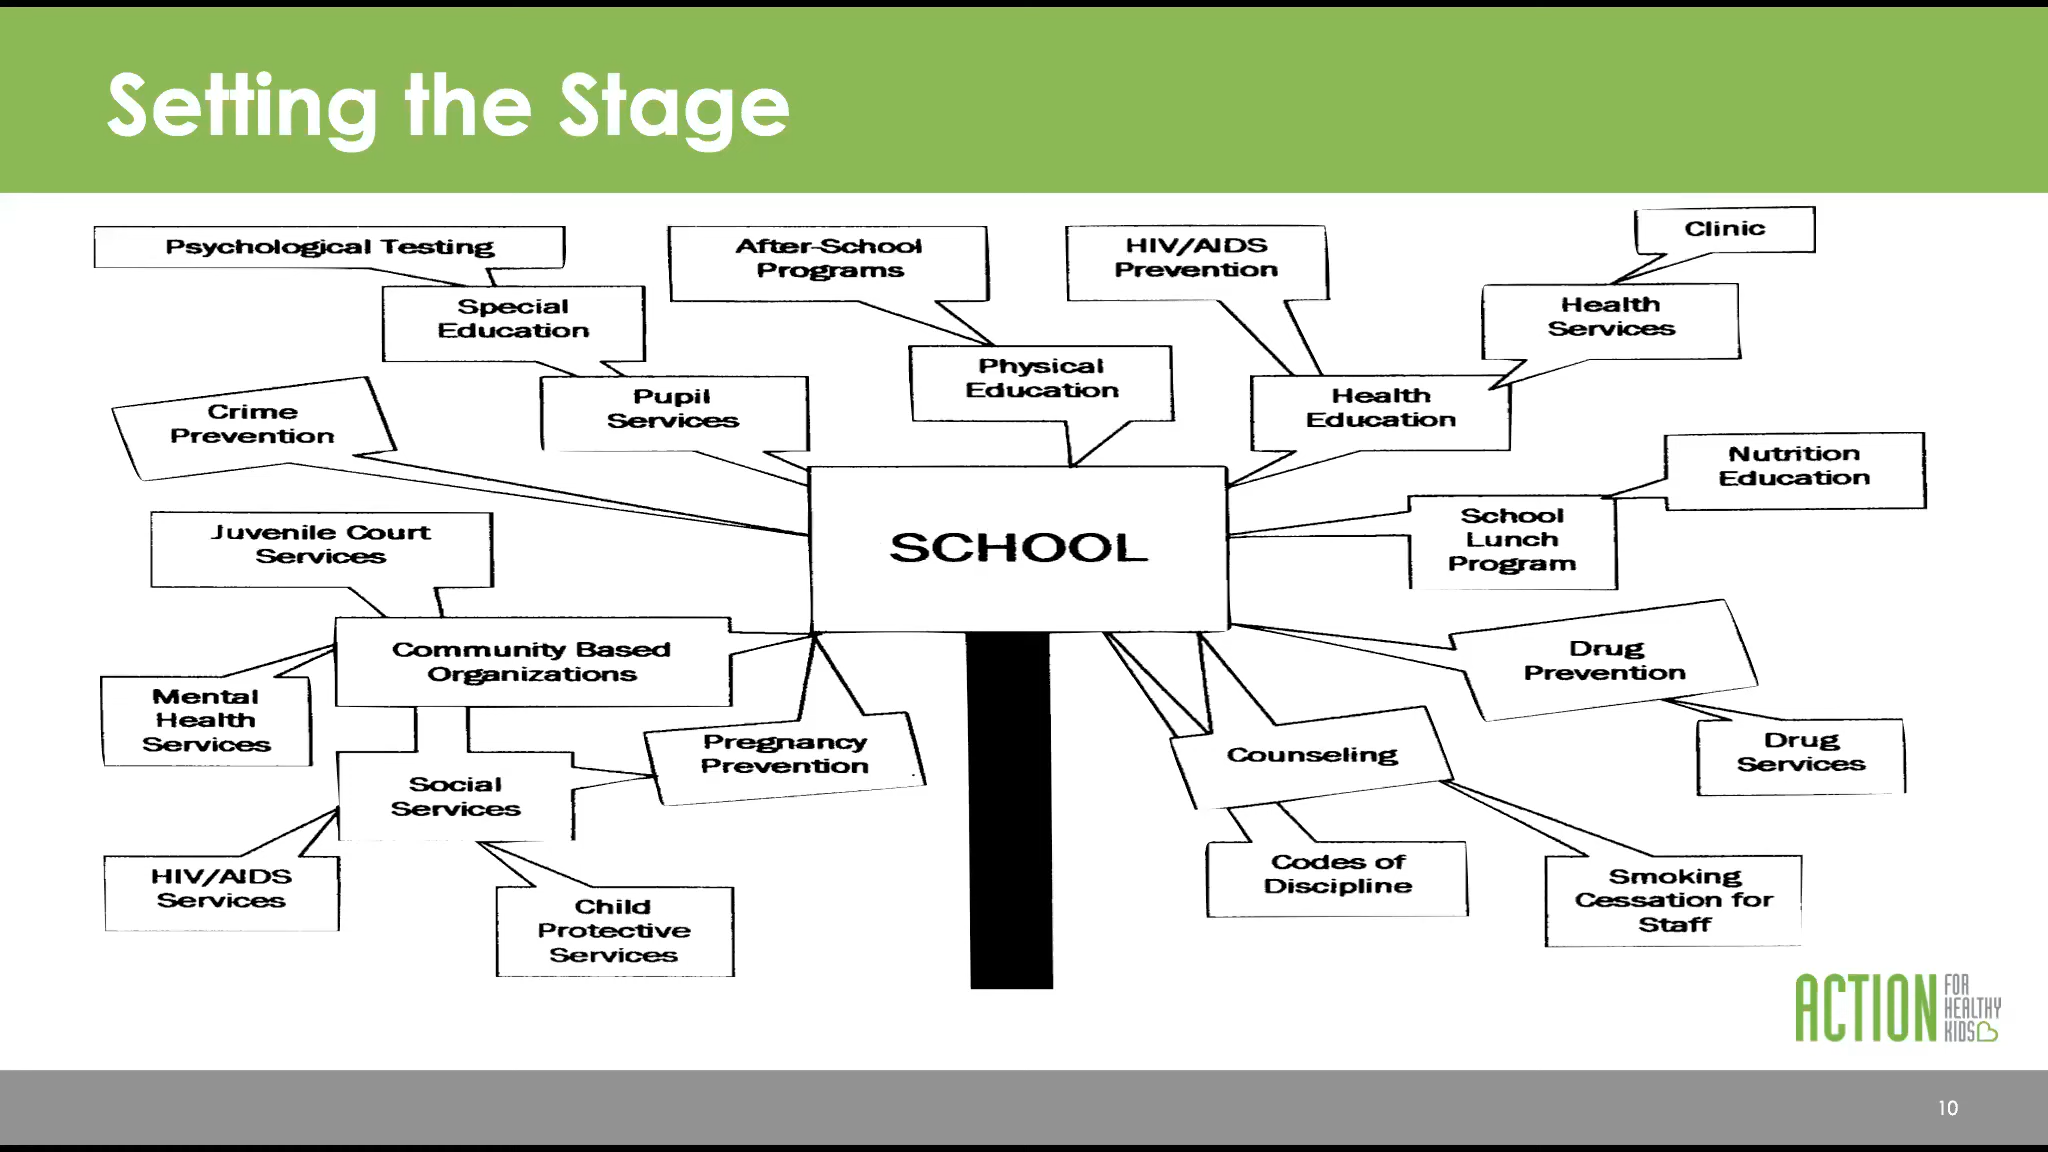 Setting the Stage
Psychological Testing
After-School
Programs
HIV/AIDS
Prevention
Clinic
Special
Education
Health
Services
Physical
Education
Pupil
Services
Health
Education
Crime
Prevention
Nutrition
Education
SCHOOL
School
Lunch
Program
Juvenile Court
Services
Community Based
Organizations
Drug
Prevention
Mental
Health
Services
Pregnancy
Prevention
Counseling
Drug
Services
Social
Services
HIV/AIDS
Services
Child
Protective
Services
Codes of
Discipline
Smoking
Cessation for
Staff
ACTION
FOR
HEALTHY
KIDS
10